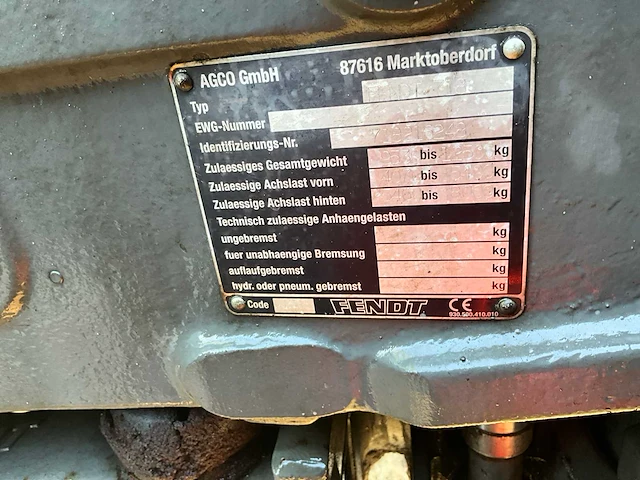 AGCO GmbH 87616 Marktoberdorf
Typ
EWG-Nummer
Identifizierungs-Nr.
Zulaessiges Gesamtgewicht bis kg
Zulaessige Achslast vorn bis kg
Zulaessige Achslast hinten bis kg
Technisch zulaessige Anhaengelasten
ungebremst kg
fuer unabhaengige Bremsung kg
auflaufgebremst kg
hydr. oder pneum. gebremst kg
Code FENDT CE
930.500.410.010